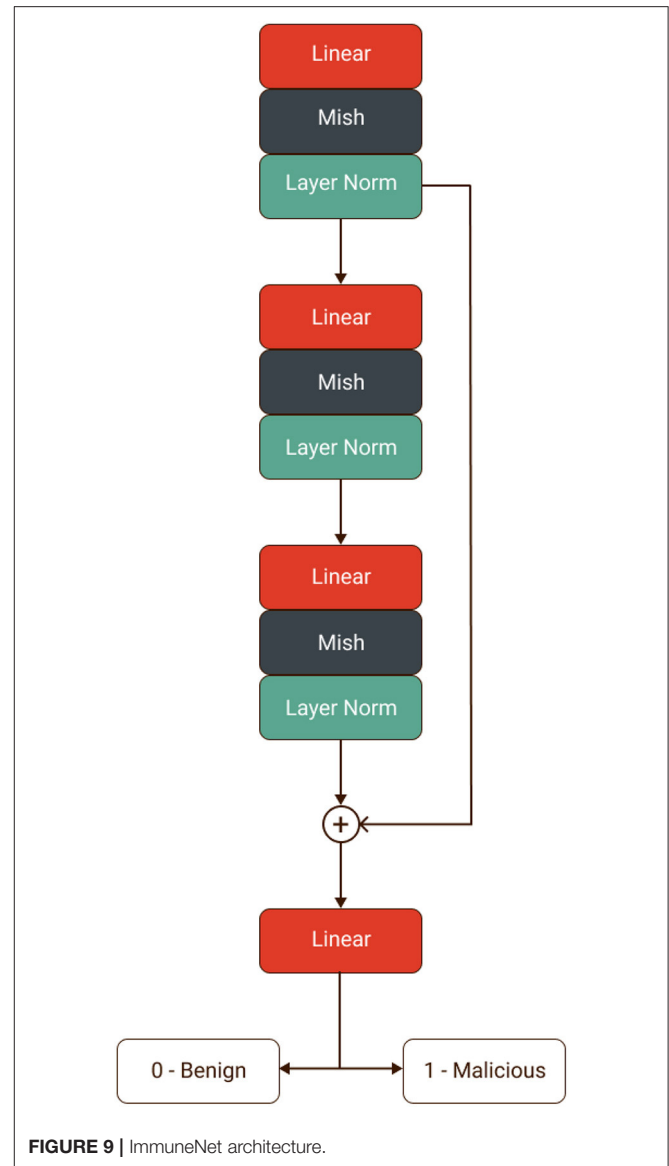 Linear
Mish
Layer Norm
Linear
Mish
Layer Norm
Linear
Mish
Layer Norm
+
Linear
0 - Benign
1 - Malicious
FIGURE 9 | ImmuneNet architecture.